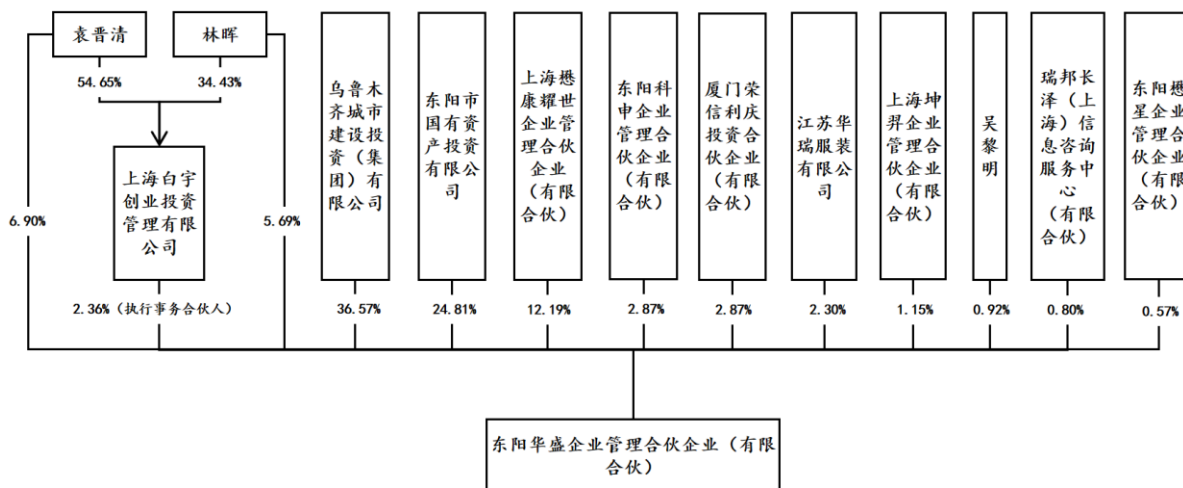 袁晋清
林晖
54.65%
34.43%
上海白宇
创业投资
管理有限
公司
6.90%
5.69%
2.36%（执行事务合伙人）
乌鲁木
齐城市
建设投
资（集
团）有
限公司
36.57%
东阳市
国有资
产投资
有限公
司
24.81%
上海懋
康耀世
企业管
理合伙
企业
（有限
合伙）
12.19%
东阳科
申企业
管理合
伙企业
（有限
合伙）
2.87%
厦门荣
信利庆
投资合
伙企业
（有限
合伙）
2.87%
江苏华
瑞服装
有限公
司
2.30%
上海坤
羿企业
管理合
伙企业
（有限
合伙）
1.15%
吴
黎
明
0.92%
瑞邦长
泽（上
海）信
息咨询
服务中
心
（有限
合伙）
0.80%
东阳懋
星企业
管理合
伙企业
（有限
合伙）
0.57%
东阳华盛企业管理合伙企业（有限
合伙）